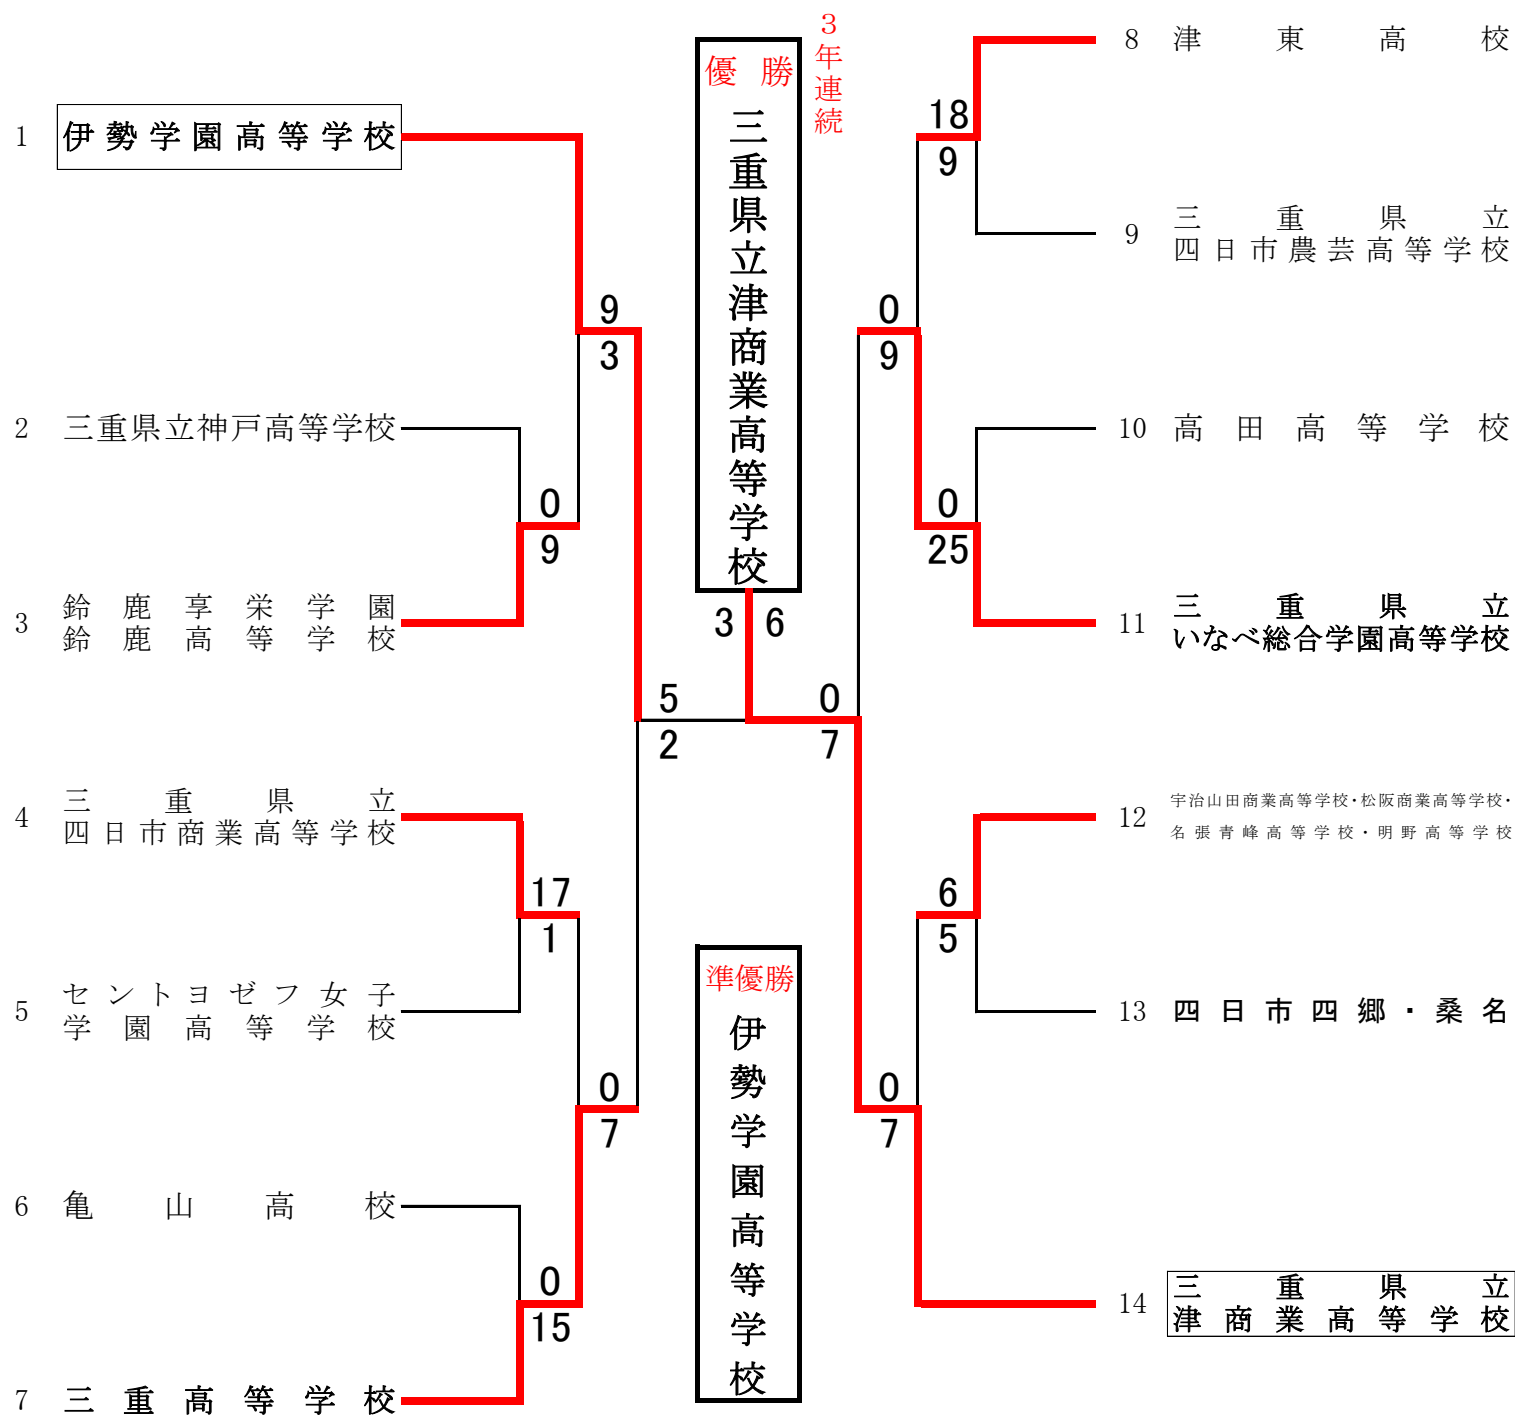 1 伊勢学園高等学校
2 三重県立神戸高等学校
3 鈴鹿享栄学園
鈴鹿高等学校
4 三重県立
四日市商業高等学校
5 セントヨゼフ女子
学園高等学校
6 亀山高校
7 三重高等学校
9
3
0
9
17
1
0
7
0
15
5
2
優勝
三重県立津商業高等学校
3年連続
3 6
準優勝
伊勢学園高等学校
0
7
18
9
0
9
0
25
6
5
0
7
8 津東高校
9 三重県立
四日市農芸高等学校
10 高田高等学校
11 三重県立
いなべ総合学園高等学校
12 宇治山田商業高等学校・松阪商業高等学校・
名張青峰高等学校・明野高等学校
13 四日市四郷・桑名
14 三重県立
津商業高等学校